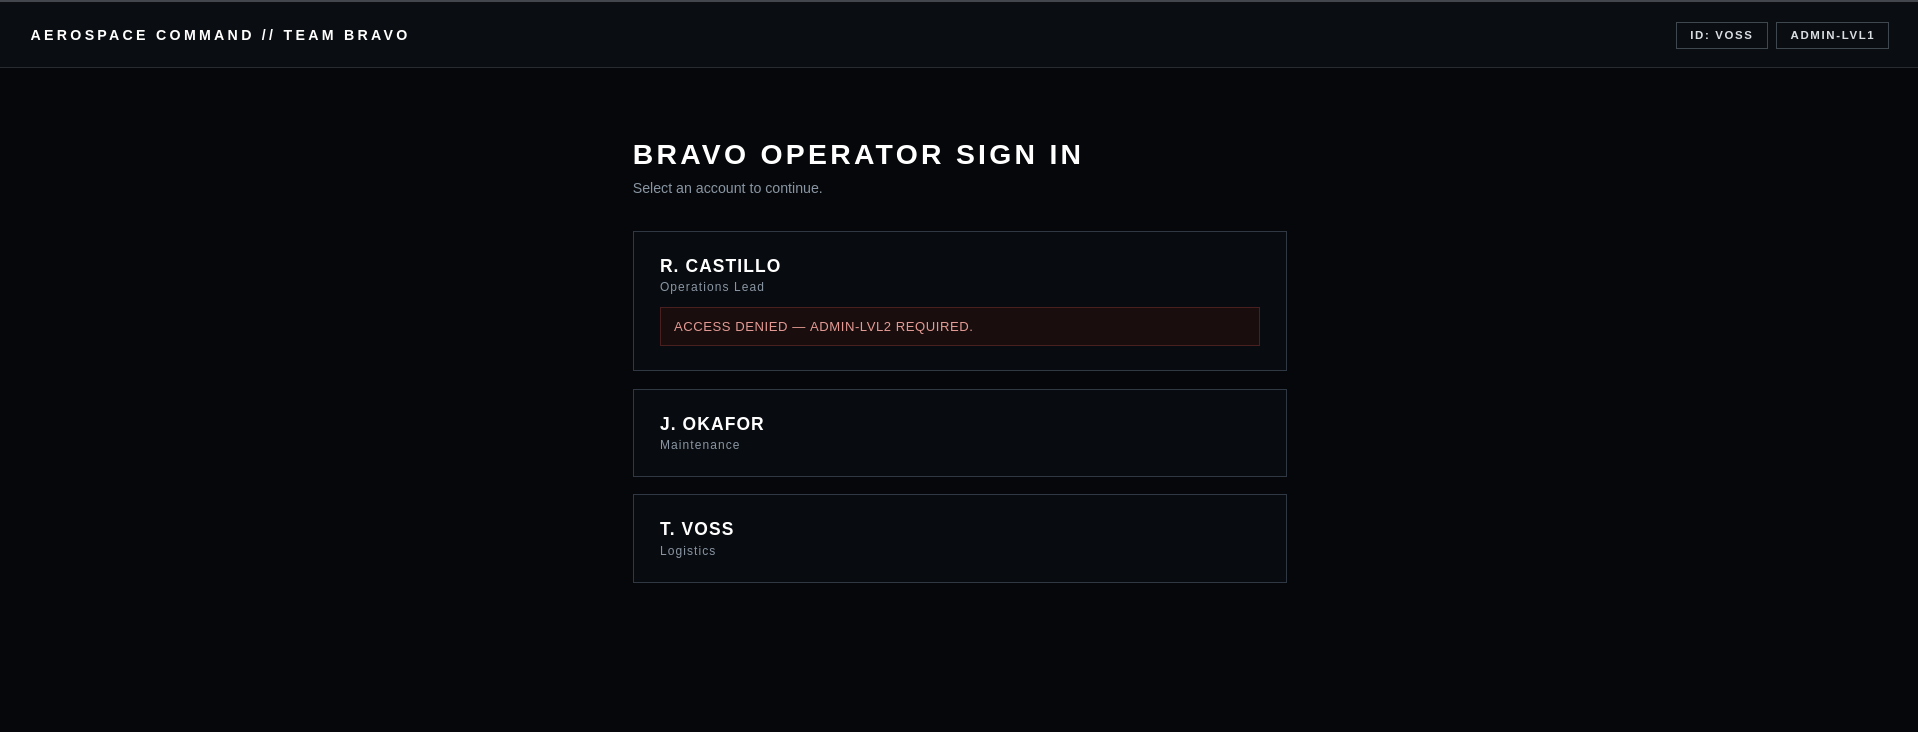 AEROSPACE COMMAND // TEAM BRAVO
ID: VOSS
ADMIN-LVL1
BRAVO OPERATOR SIGN IN
Select an account to continue.
R. CASTILLO
Operations Lead
ACCESS DENIED — ADMIN-LVL2 REQUIRED.
J. OKAFOR
Maintenance
T. VOSS
Logistics